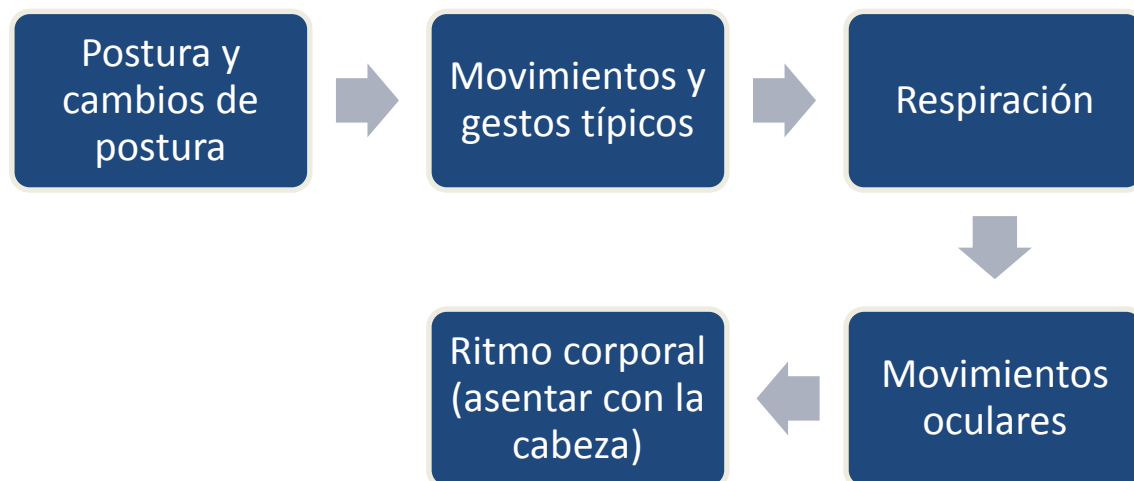 Postura y
cambios de
postura
Movimientos y
gestos típicos
Respiración
Movimientos
oculares
Ritmo corporal
(asentar con la
cabeza)